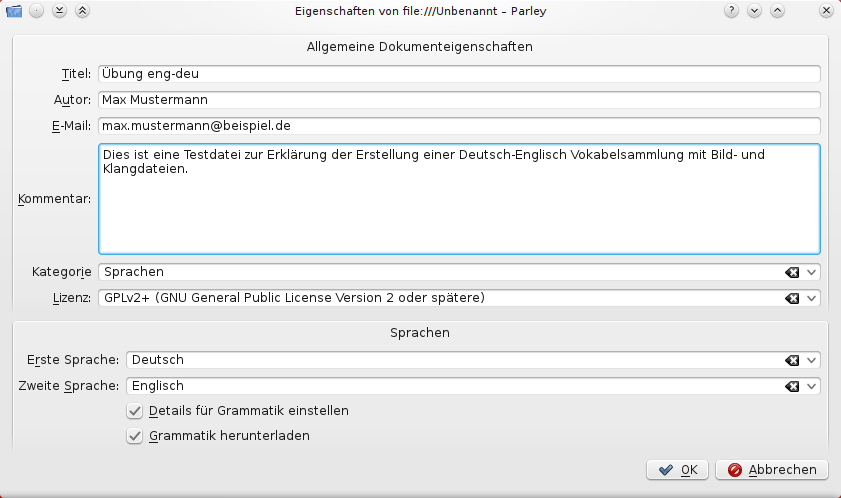 Eigenschaften von file:///Unbenannt – Parley
Allgemeine Dokumenteigenschaften
Titel: Übung eng-deu
Autor: Max Mustermann
E-Mail: max.mustermann@beispiel.de
Kommentar: Dies ist eine Testdatei zur Erklärung der Erstellung einer Deutsch-Englisch Vokabelsammlung mit Bild- und
Klangdateien.
Kategorie Sprachen
Lizenz: GPLv2+ (GNU General Public License Version 2 oder spätere)
Sprachen
Erste Sprache: Deutsch
Zweite Sprache: Englisch
Details für Grammatik einstellen
Grammatik herunterladen
OK Abbrechen